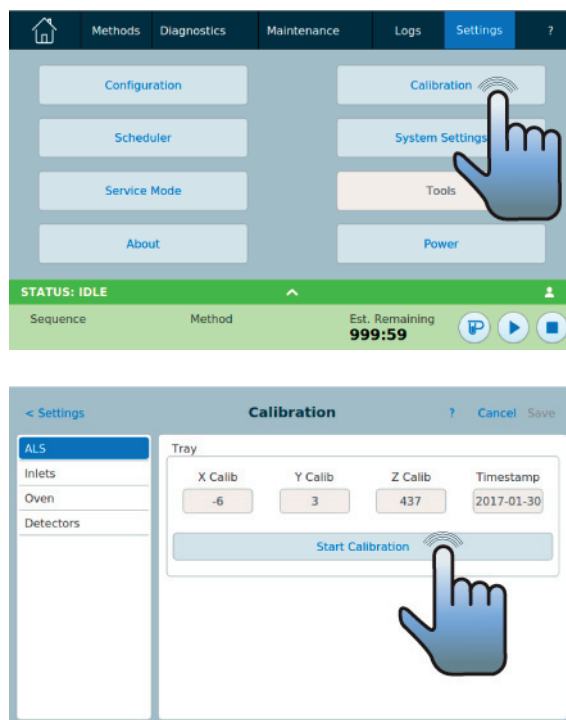 Methods Diagnostics Maintenance Logs Settings ?
Configuration Calibration
Scheduler System Settings
Service Mode Tools
About Power
STATUS: IDLE
Sequence Method Est. Remaining
999:59
< Settings Calibration ? Cancel Save
ALS Tray
Inlets X Calib Y Calib Z Calib Timestamp
Oven -6 3 437 2017-01-30
Detectors
Start Calibration